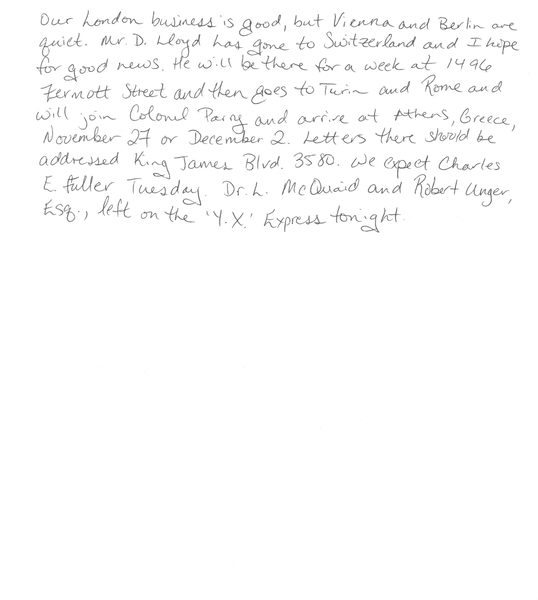 Our London business is good, but Vienna and Berlin are
quiet. Mr. D. Lloyd has gone to Switzerland and I hope
for good news. He will be there for a week at 1496
Zermott Street and then goes to Turin and Rome and
will join Colonel Parry and arrive at Athens, Greece,
November 27 or December 2. Letters there should be
addressed King James Blvd. 3580. We expect Charles
E. Fuller Tuesday. Dr. L. McQuaid and Robert Unger,
Esq., left on the 'Y.X.' Express tonight.